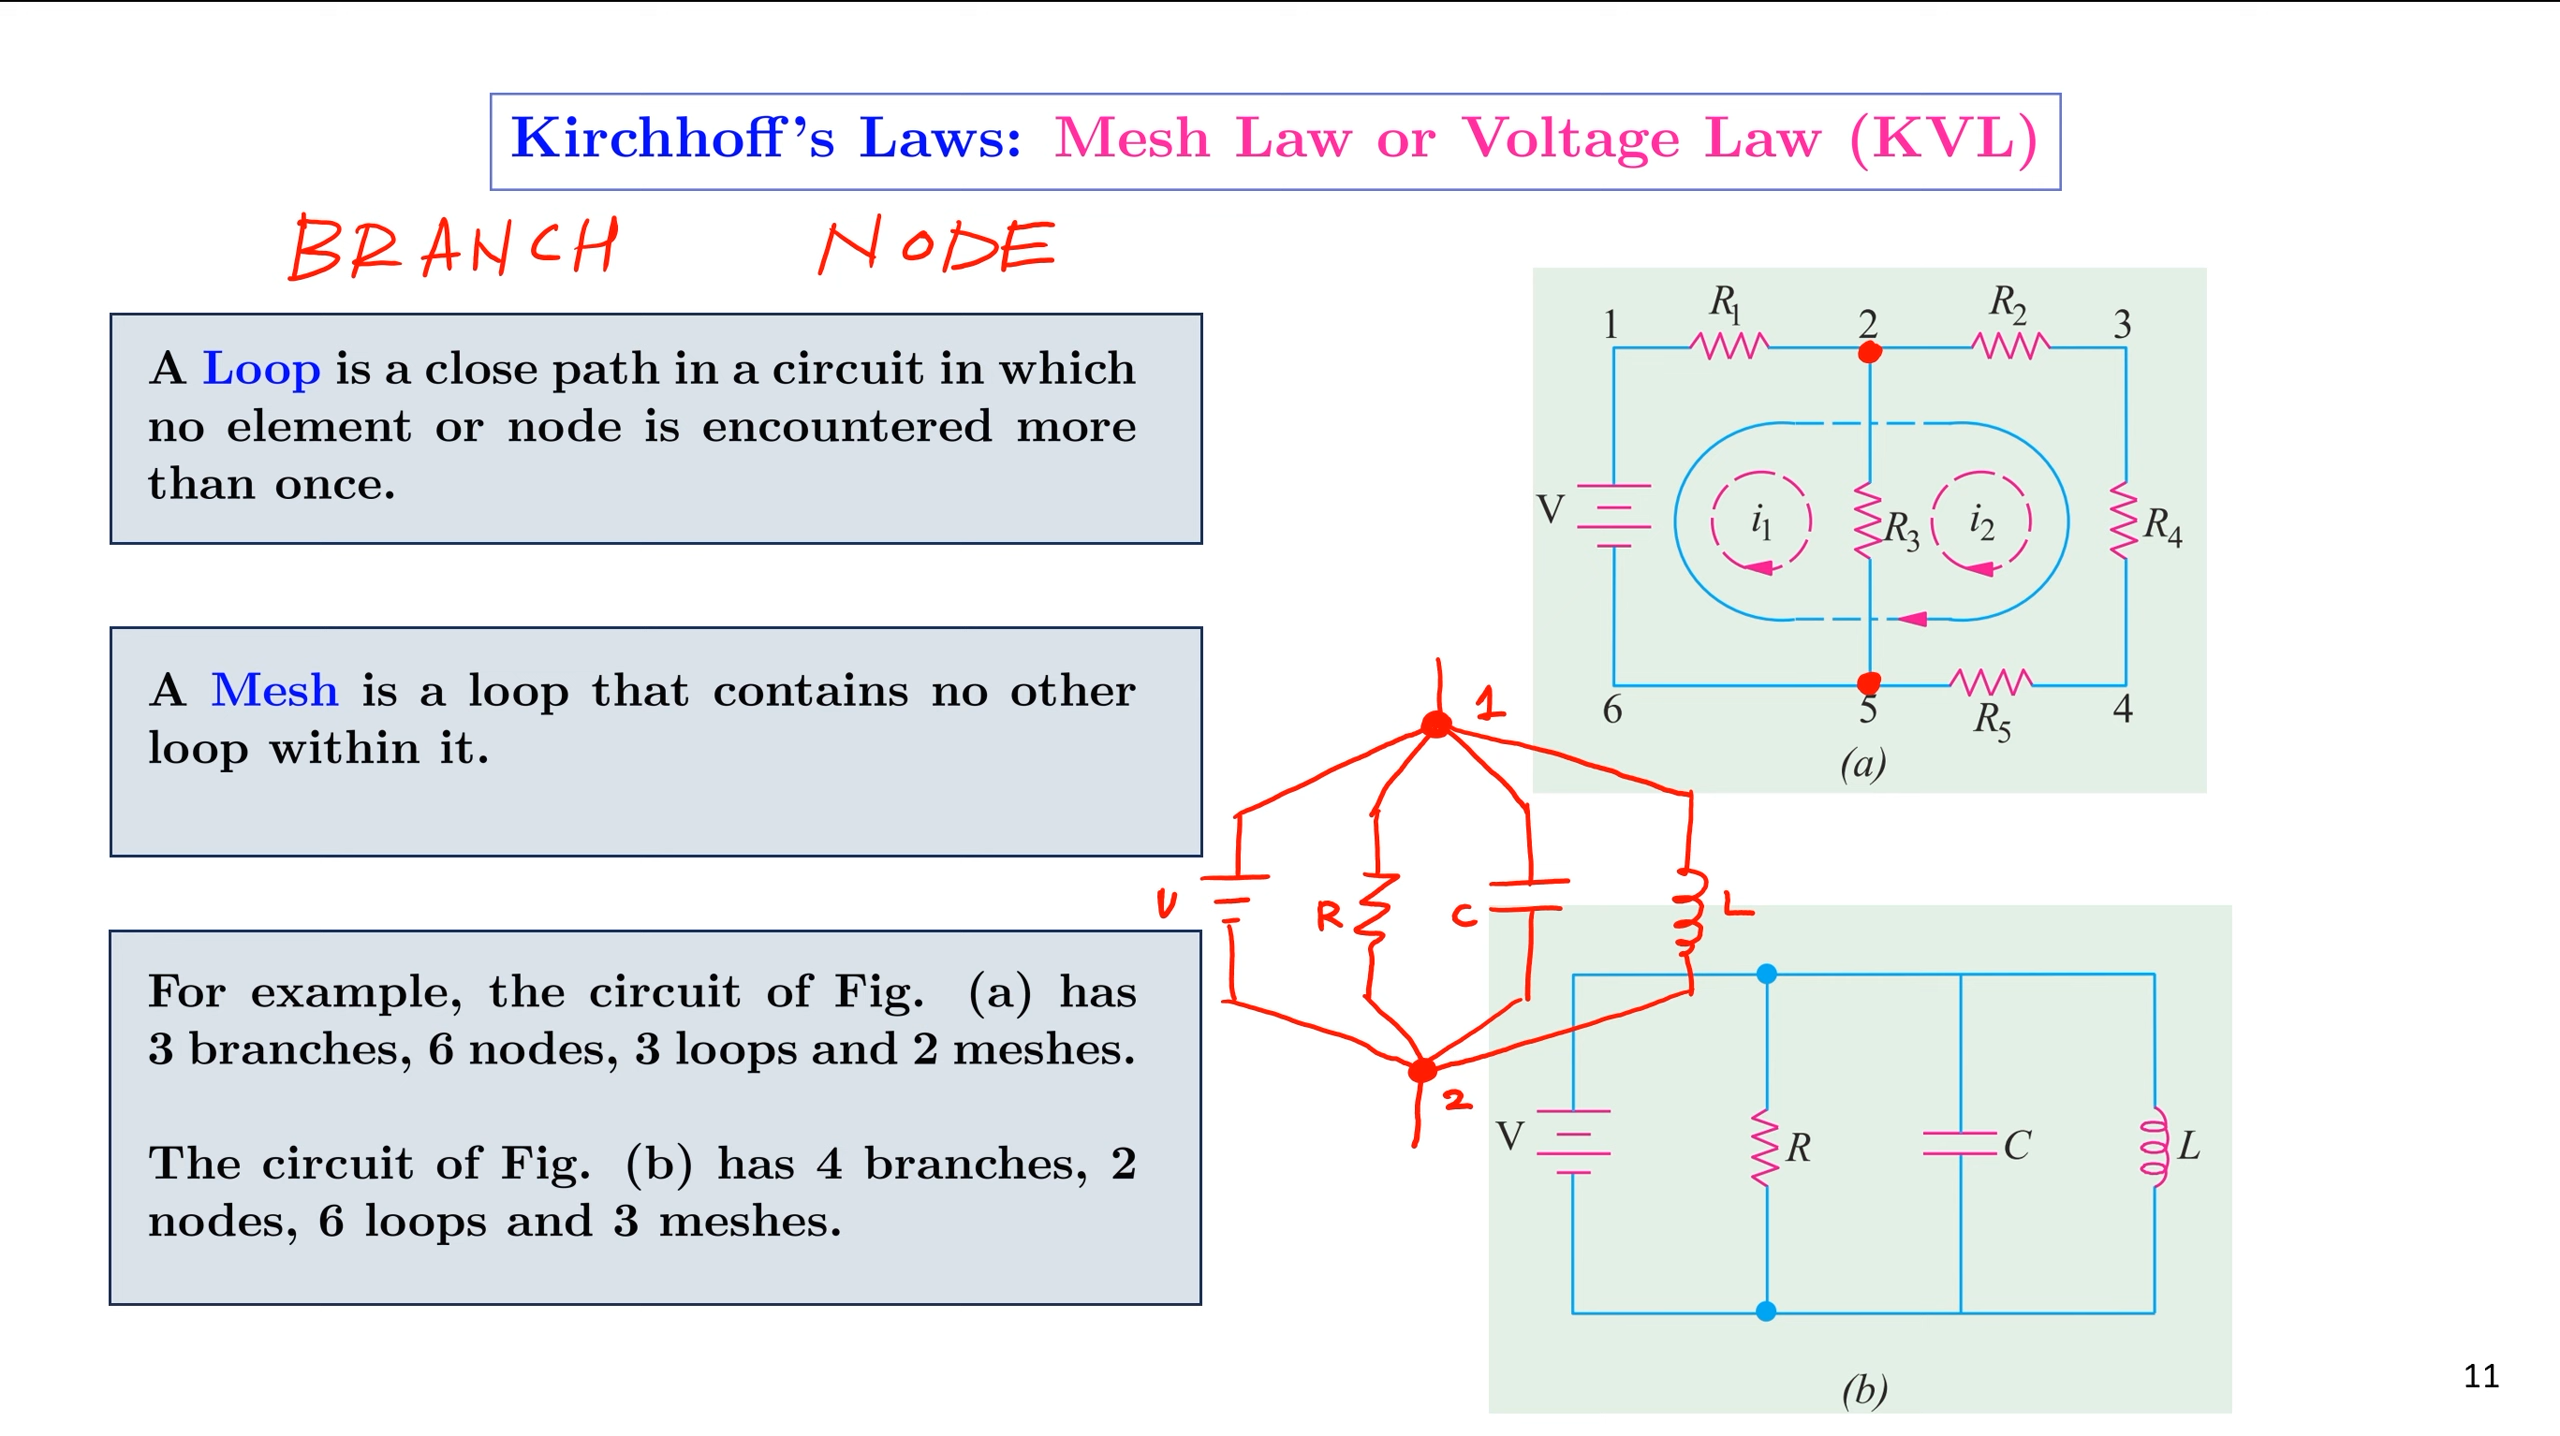 Kirchhoff's Laws: Mesh Law or Voltage Law (KVL)
BRANCH NODE
A Loop is a close path in a circuit in which
no element or node is encountered more
than once.
A Mesh is a loop that contains no other
loop within it.
For example, the circuit of Fig. (a) has
3 branches, 6 nodes, 3 loops and 2 meshes.
The circuit of Fig. (b) has 4 branches, 2
nodes, 6 loops and 3 meshes.
R1 R2
1 2 3
V i1 R3 i2 R4
6 5 4
R5
(a)
1
V R C L
2
V R C L
(b)
11